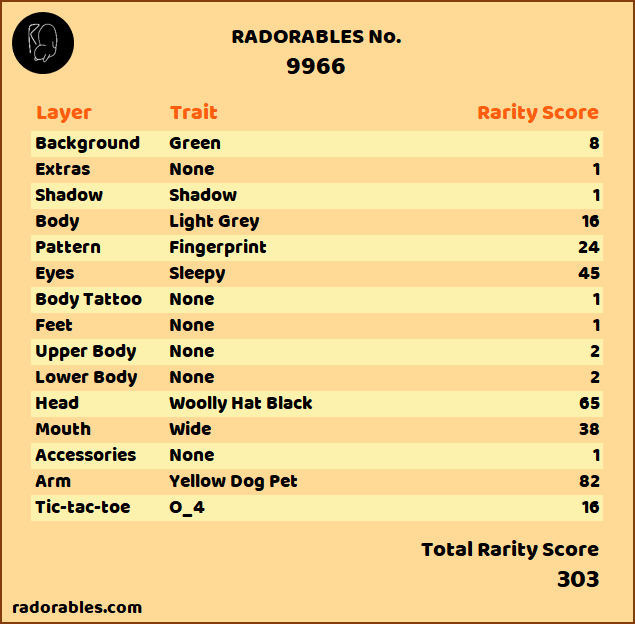 RADORABLES No.
9966
Layer Trait Rarity Score
Background Green 8
Extras None 1
Shadow Shadow 1
Body Light Grey 16
Pattern Fingerprint 24
Eyes Sleepy 45
Body Tattoo None 1
Feet None 1
Upper Body None 2
Lower Body None 2
Head Woolly Hat Black 65
Mouth Wide 38
Accessories None 1
Arm Yellow Dog Pet 82
Tic-tac-toe O_4 16
Total Rarity Score
303
radorables.com